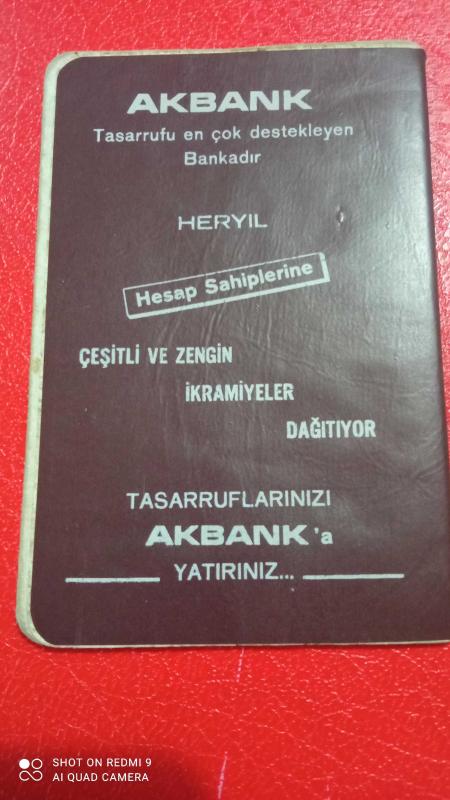 AKBANK
Tasarrufu en çok destekleyen
Bankadır
HERYIL
Hesap Sahiplerine
ÇEŞİTLİ VE ZENGİN
İKRAMİYELER
DAĞITIYOR
TASARRUFLARINIZI
AKBANK'a
YATIRINIZ...
SHOT ON REDMI 9
AI QUAD CAMERA